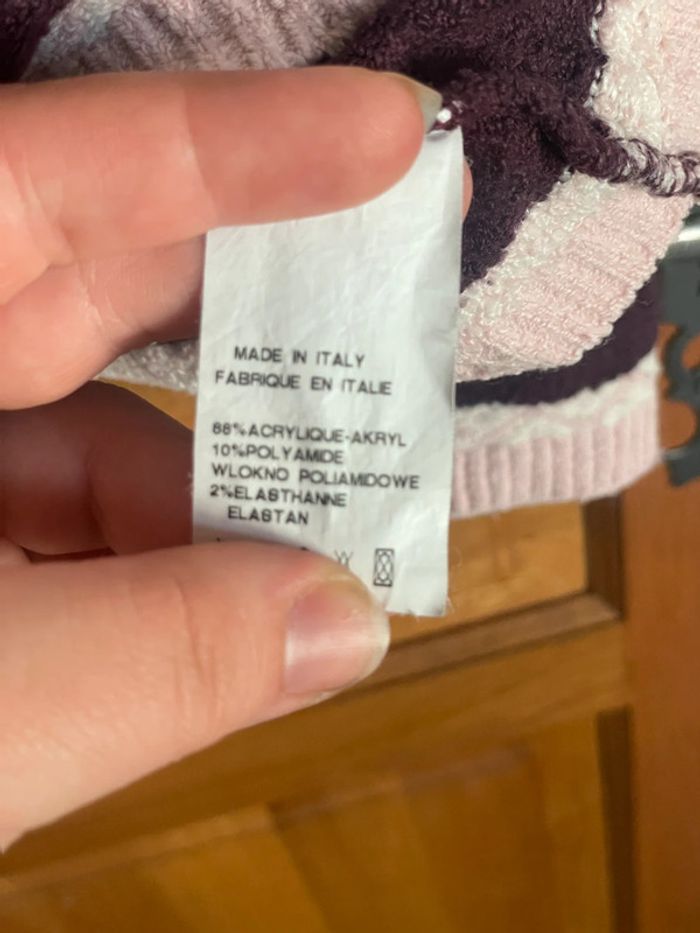 MADE IN ITALY
FABRIQUE EN ITALIE
88%ACRYLIQUE-AKRYL
10%POLYAMIDE
WLOKNO POLIAMIDOWE
2%ELASTHANNE
ELASTAN